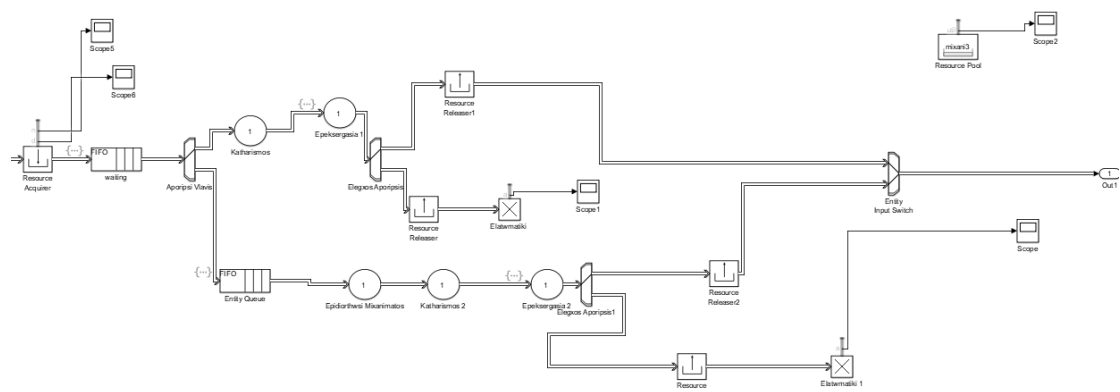 Scope5
Scope6
Resource
Acquirer
{...}
FIFO
waiting
Aporipsi Vlavis
1
Katharismos
{...}
1
Epeksergasia 1
Elegxos Aporipsis
Resource
Releaser1
Resource
Releaser
Elatwmatiki
Scope1
mixani3
Resource Pool
Scope2
Entity
Input Switch
1
Out1
Scope
{...}
FIFO
Entity Queue
1
Epidiorthwsi Mixanimatos
1
Katharismos 2
{...}
1
Epeksergasia 2
Elegxos Aporipsis1
Resource
Releaser2
Resource
Elatwmatiki 1